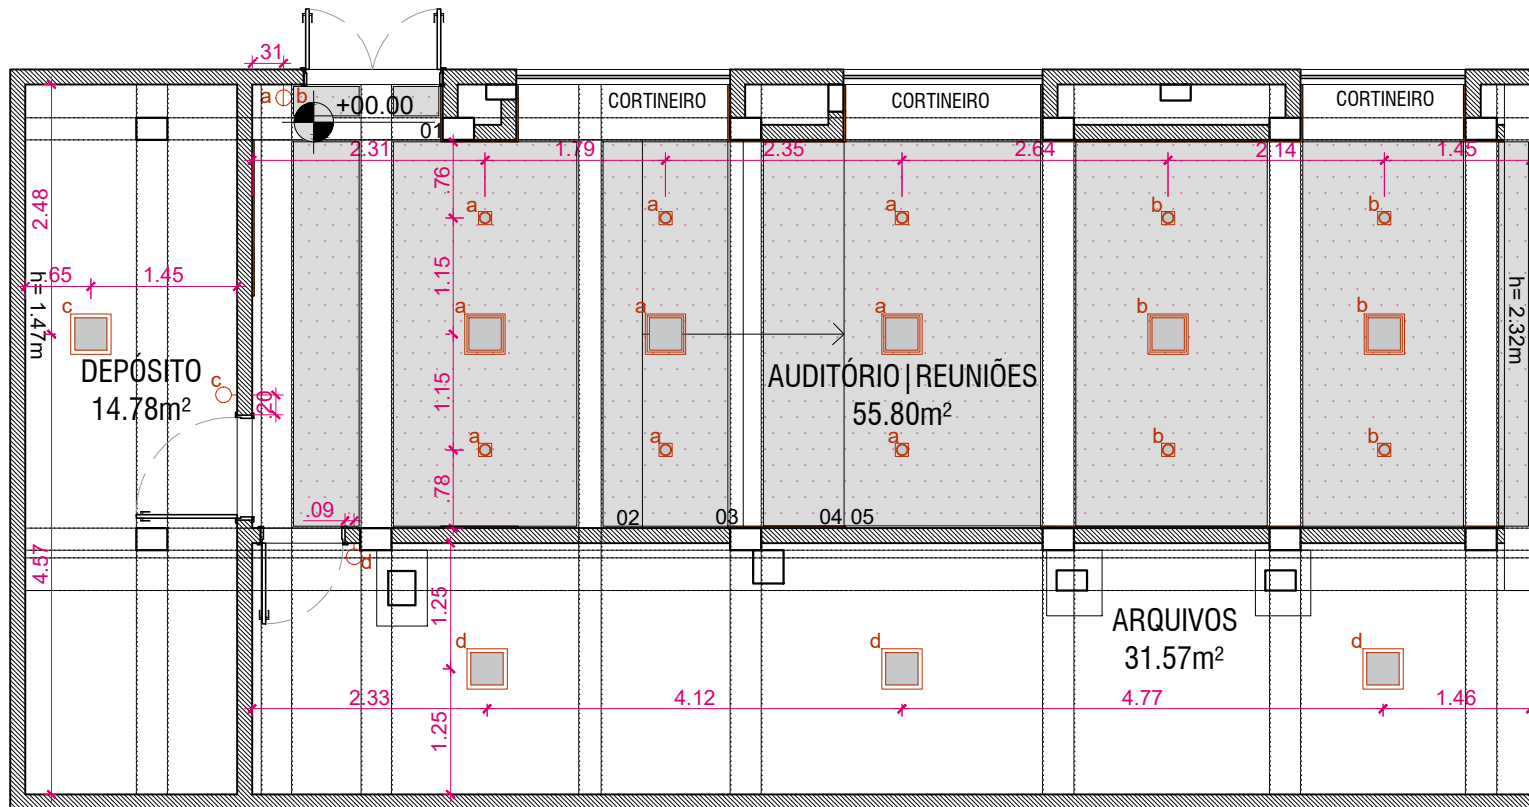 .31
a b
+00.00
01
CORTINEIRO
CORTINEIRO
CORTINEIRO
2.31
1.79
2.35
2.64
2.14
1.45
.76
2.48
a
a
a
b
b
h= 1.47m
.65
1.45
1.15
h= 2.32m
c
a
a
a
b
b
DEPÓSITO
14.78m²
c
.20
1.15
AUDITÓRIO|REUNIÕES
55.80m²
a
a
a
b
b
.78
.09
02
03
04
05
4.57
d
1.25
ARQUIVOS
31.57m²
d
d
d
2.33
4.12
4.77
1.46
1.25